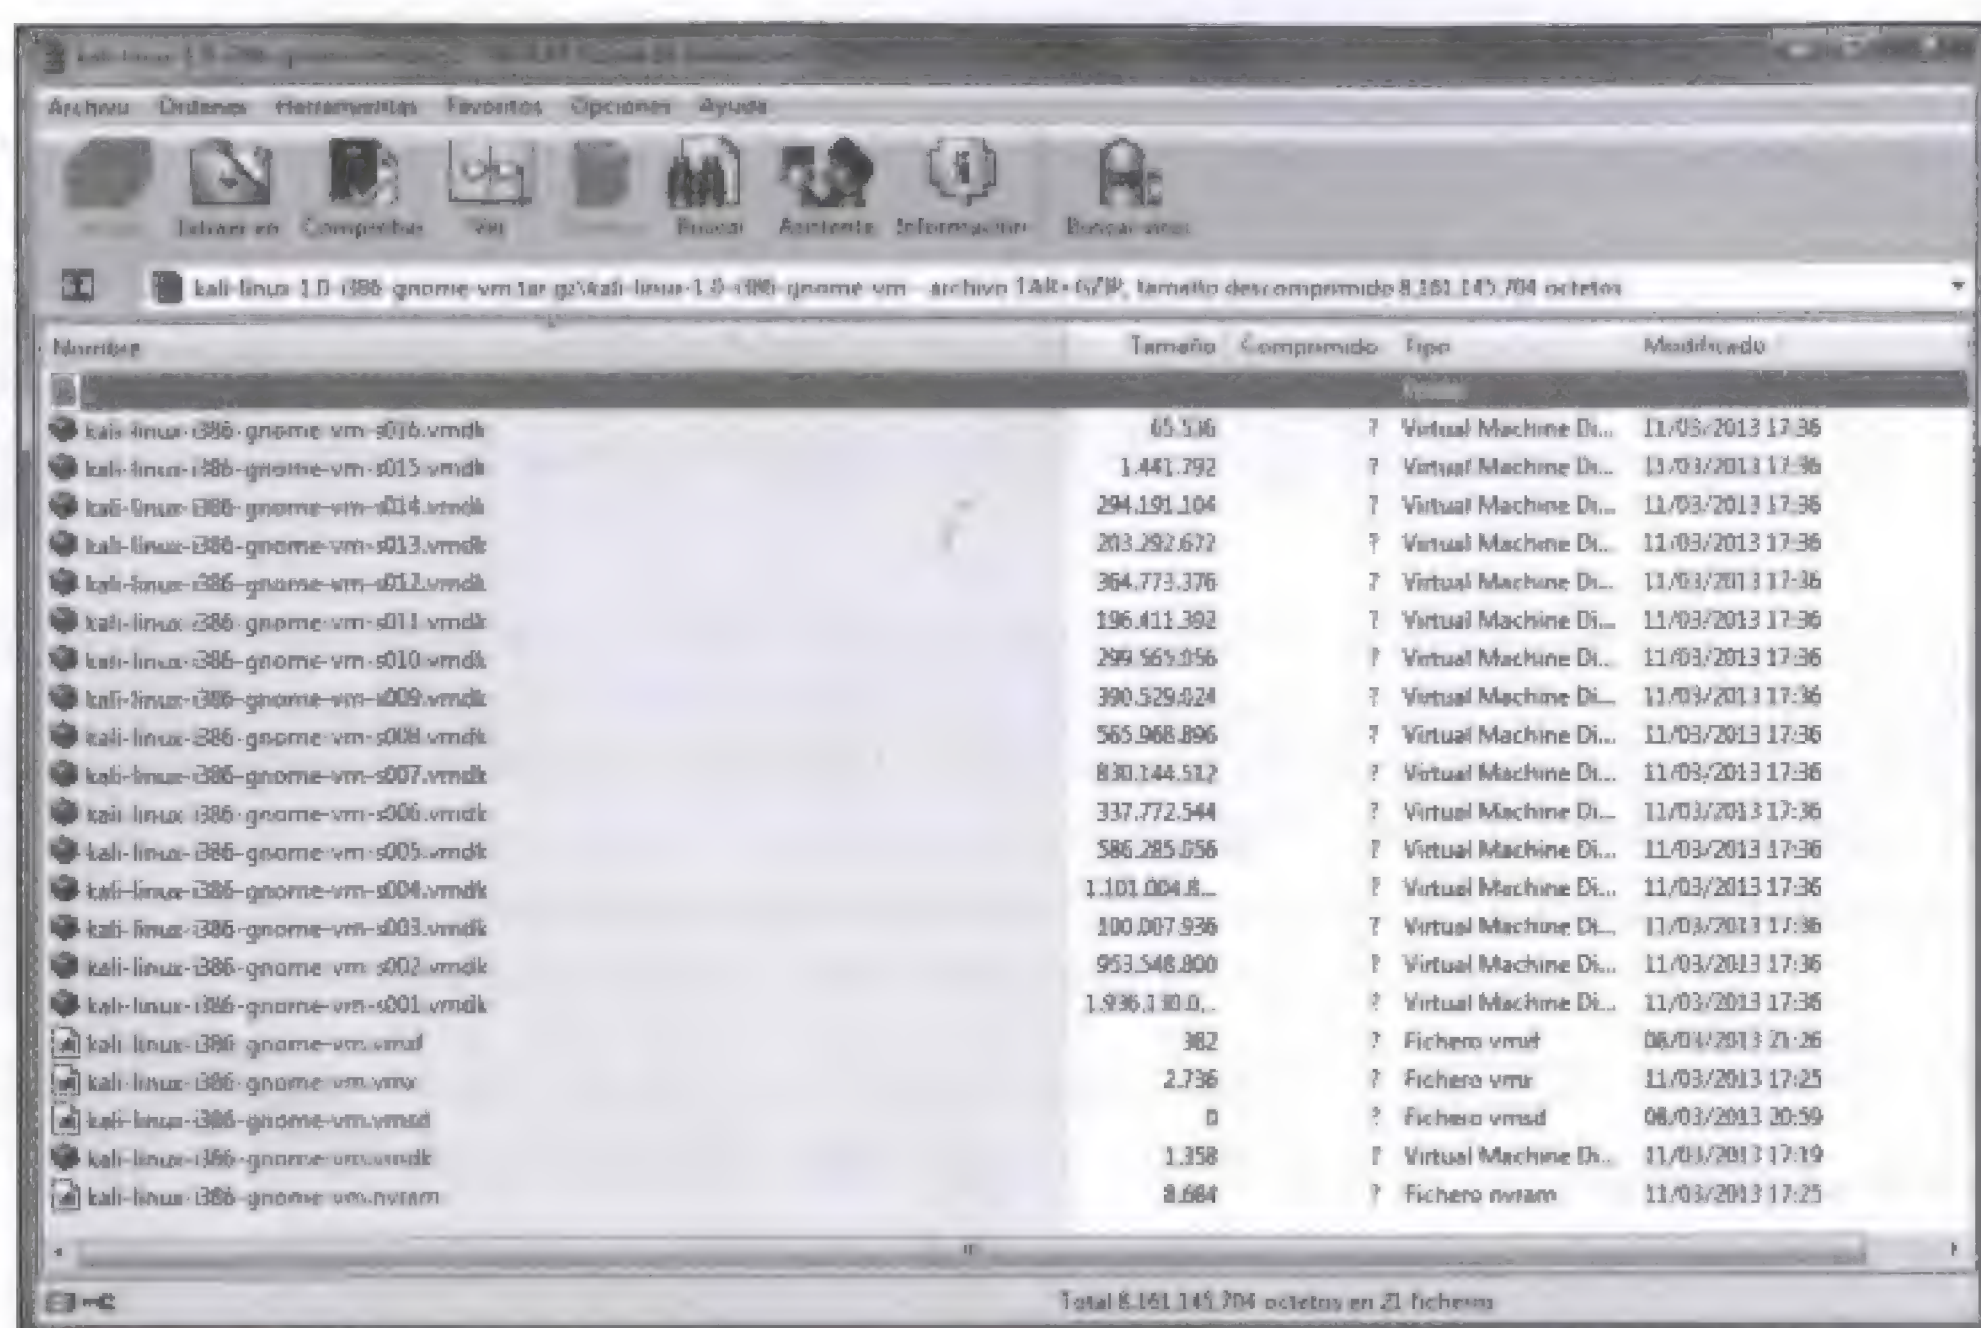 Archivo Órdenes Herramientas Favoritos Opciones Ayuda
Extraer en Comprobar Ver Buscar Asistente Información Buscar virus
kali-linux-1.0-i386-gnome-vm.tar.gz\kali-linux-1.0-i386-gnome-vm - archivo TAR+GZIP, tamaño descomprimido 8.161.145.704 octetos
Nombre Tamaño Comprimido Tipo Modificado
kali-linux-i386-gnome-vm-s016.vmdk 65.536 ? Virtual Machine Di... 11/03/2013 17:36
kali-linux-i386-gnome-vm-s015.vmdk 1.441.792 ? Virtual Machine Di... 11/03/2013 17:36
kali-linux-i386-gnome-vm-s014.vmdk 294.191.104 ? Virtual Machine Di... 11/03/2013 17:36
kali-linux-i386-gnome-vm-s013.vmdk 203.292.672 ? Virtual Machine Di... 11/03/2013 17:36
kali-linux-i386-gnome-vm-s012.vmdk 364.773.376 ? Virtual Machine Di... 11/03/2013 17:36
kali-linux-i386-gnome-vm-s011.vmdk 196.411.392 ? Virtual Machine Di... 11/03/2013 17:36
kali-linux-i386-gnome-vm-s010.vmdk 299.565.056 ? Virtual Machine Di... 11/03/2013 17:36
kali-linux-i386-gnome-vm-s009.vmdk 390.529.024 ? Virtual Machine Di... 11/03/2013 17:36
kali-linux-i386-gnome-vm-s008.vmdk 565.968.896 ? Virtual Machine Di... 11/03/2013 17:36
kali-linux-i386-gnome-vm-s007.vmdk 830.144.512 ? Virtual Machine Di... 11/03/2013 17:36
kali-linux-i386-gnome-vm-s006.vmdk 337.772.544 ? Virtual Machine Di... 11/03/2013 17:36
kali-linux-i386-gnome-vm-s005.vmdk 586.285.056 ? Virtual Machine Di... 11/03/2013 17:36
kali-linux-i386-gnome-vm-s004.vmdk 1.101.004.8... ? Virtual Machine Di... 11/03/2013 17:36
kali-linux-i386-gnome-vm-s003.vmdk 100.007.936 ? Virtual Machine Di... 11/03/2013 17:36
kali-linux-i386-gnome-vm-s002.vmdk 953.548.800 ? Virtual Machine Di... 11/03/2013 17:36
kali-linux-i386-gnome-vm-s001.vmdk 1.936.130.0... ? Virtual Machine Di... 11/03/2013 17:36
kali-linux-i386-gnome-vm.vmxf 382 ? Fichero vmxf 08/03/2013 21:26
kali-linux-i386-gnome-vm.vmx 2.736 ? Fichero vmx 11/03/2013 17:25
kali-linux-i386-gnome-vm.vmsd 0 ? Fichero vmsd 08/03/2013 20:59
kali-linux-i386-gnome-vm.vmdk 1.358 ? Virtual Machine Di... 11/03/2013 17:19
kali-linux-i386-gnome-vm.nvram 8.684 ? Fichero nvram 11/03/2013 17:25
Total 8.161.145.704 octetos en 21 ficheros